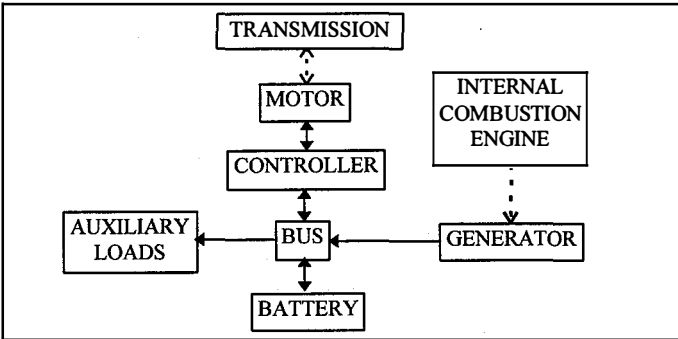 TRANSMISSION
MOTOR
INTERNAL
COMBUSTION
ENGINE
CONTROLLER
AUXILIARY
LOADS
BUS
GENERATOR
BATTERY